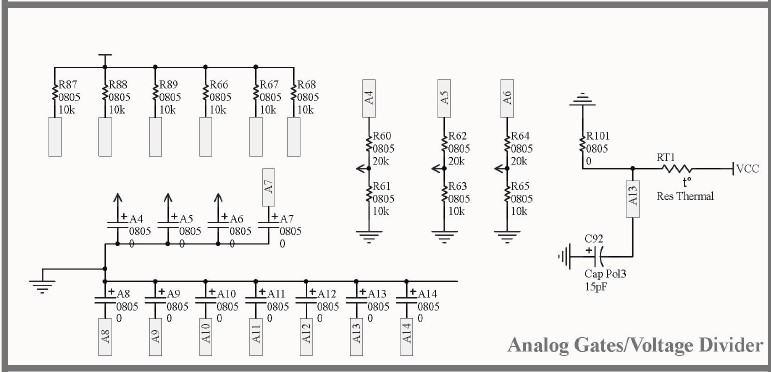 R87 R88 R89 R66 R67 R68
0805 0805 0805 0805 0805 0805
10k 10k 10k 10k 10k 10k
A4 A5 A6
R60 R62 R64
0805 0805 0805
20k 20k 20k
R61 R63 R65
0805 0805 0805
10k 10k 10k
R101
0805
0
RT1
VCC
t°
Res Thermal
A13
C92
+
Cap Pol3
15pF
A7
+ A4 + A5 + A6 + A7
0805 0805 0805 0805
0 0 0 0
+ A8 + A9 + A10 + A11 + A12 + A13 + A14
0805 0805 0805 0805 0805 0805 0805
0 0 0 0 0 0 0
A8 A9 A10 A11 A12 A13 A14
Analog Gates/Voltage Divider